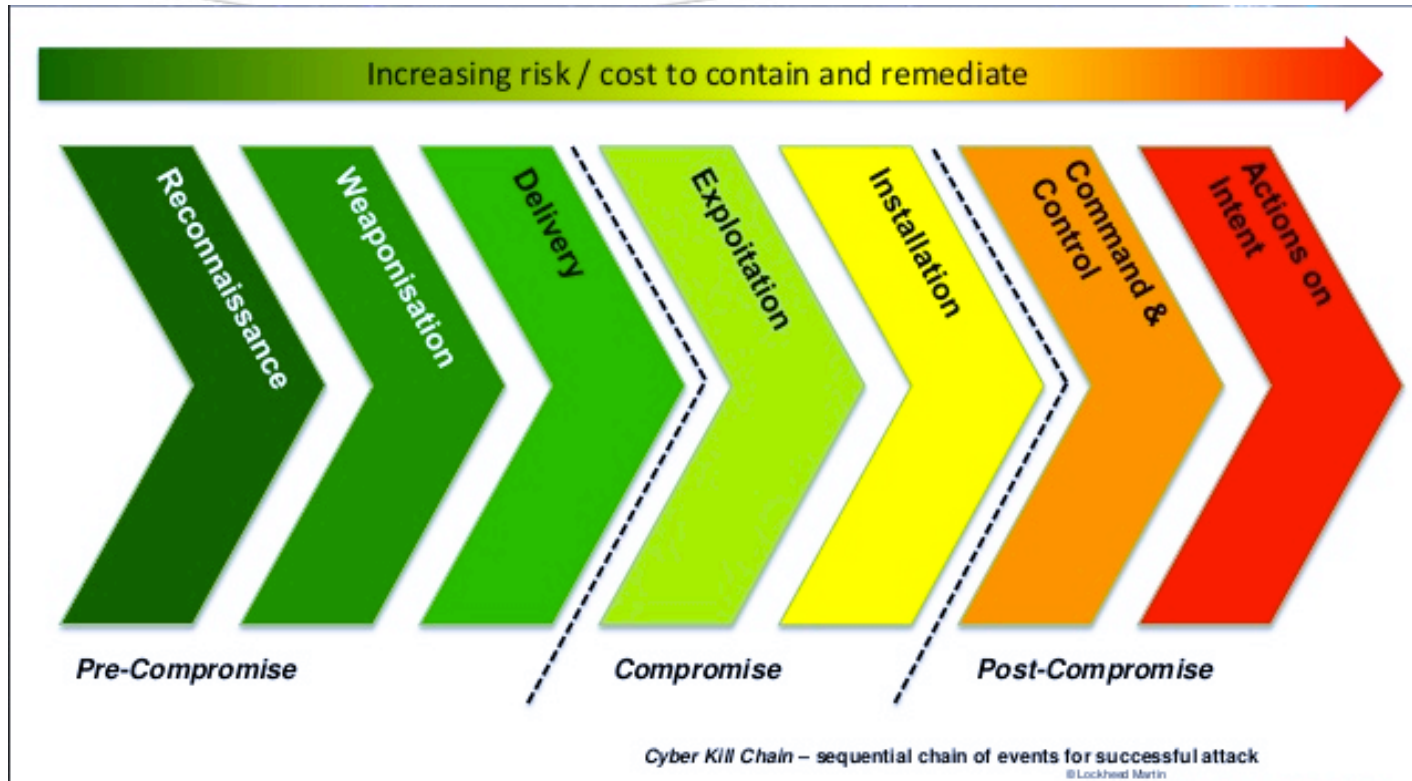 Increasing risk / cost to contain and remediate
Reconnaissance
Weaponisation
Delivery
Exploitation
Installation
Command &
Control
Actions on
Intent
Pre-Compromise
Compromise
Post-Compromise
Cyber Kill Chain – sequential chain of events for successful attack
©Lockheed Martin